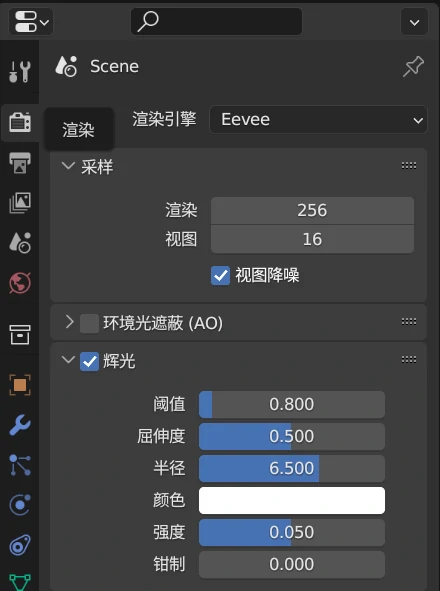 渲染
Scene
渲染引擎 Eevee
渲染
采样
渲染 256
视图 16
视图降噪
环境光遮蔽 (AO)
辉光
阈值 0.800
屈伸度 0.500
半径 6.500
颜色
强度 0.050
钳制 0.000